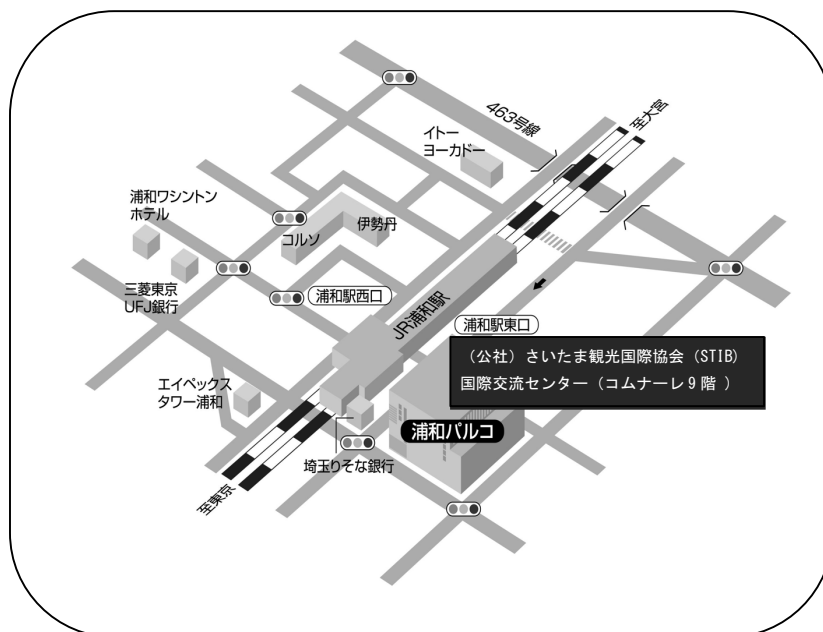 463号線
至大宮
イトー
ヨーカドー
浦和ワシントン
ホテル
伊勢丹
コルソ
三菱東京
UFJ銀行
浦和駅西口
JR浦和駅
浦和駅東口
（公社）さいたま観光国際協会（STIB）
国際交流センター（コムナーレ9階 ）
エイペックス
タワー浦和
浦和パルコ
埼玉りそな銀行
至東京